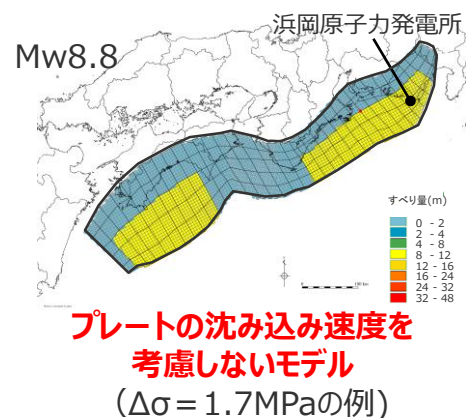 浜岡原子力発電所
Mw8.8
すべり量(m)
0 - 2
2 - 4
4 - 8
8 - 12
12 - 16
16 - 24
24 - 32
32 - 48
プレートの沈み込み速度を
考慮しないモデル
(Δσ=1.7MPaの例)